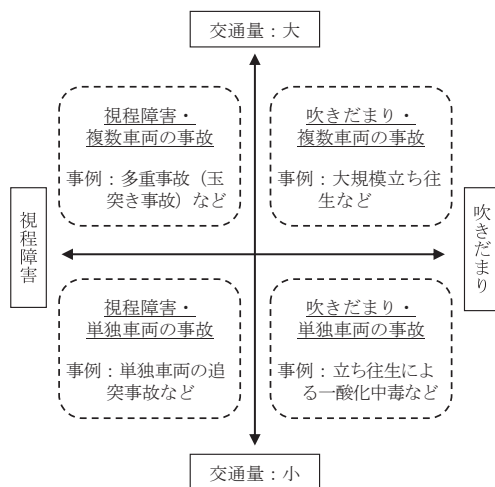 交通量：大
視程障害・
複数車両の事故
事例：多重事故（玉
突き事故）など
吹きだまり・
複数車両の事故
事例：大規模立ち往
生など
視程障害
吹きだまり
視程障害・
単独車両の事故
事例：単独車両の追
突事故など
吹きだまり・
単独車両の事故
事例：立ち往生によ
る一酸化中毒など
交通量：小